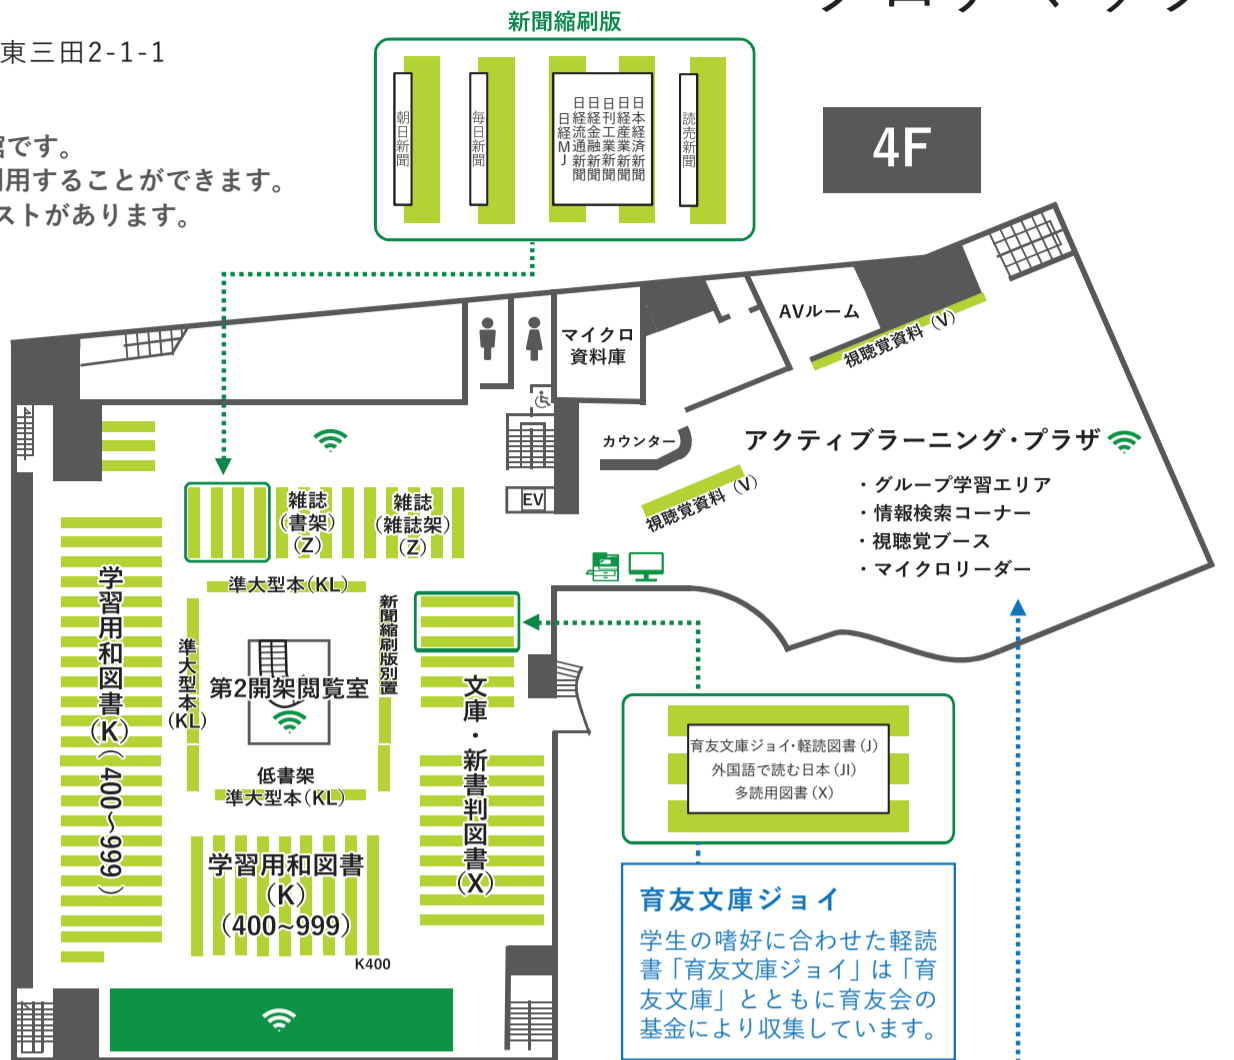 新聞縮刷版
東三田2-1-1
館です。
利用することができます。
ストがあります。
朝日新聞
毎日新聞
日本経済新聞
日経産業新聞
日刊工業新聞
日経金融新聞
日経流通新聞
日経MJ
読売新聞
4F
マイクロ
資料庫
AVルーム
視聴覚資料（V）
カウンター
アクティブラーニング・プラザ
・グループ学習エリア
・情報検索コーナー
・視聴覚ブース
・マイクロリーダー
視聴覚資料（V）
EV
雑誌
（書架）
（Z）
雑誌
（雑誌架）
（Z）
準大型本（KL）
学習用和図書（K）（400〜999）
準大型本
（KL）
第2開架閲覧室
新聞縮刷版別置
低書架
準大型本（KL）
文庫・新書判図書（X）
学習用和図書
（K）
（400~999）
K400
育友文庫ジョイ・軽読図書（J）
外国語で読む日本（JI）
多読用図書（X）
育友文庫ジョイ
学生の嗜好に合わせた軽読
書「育友文庫ジョイ」は「育
友文庫」とともに育友会の
基金により収集しています。